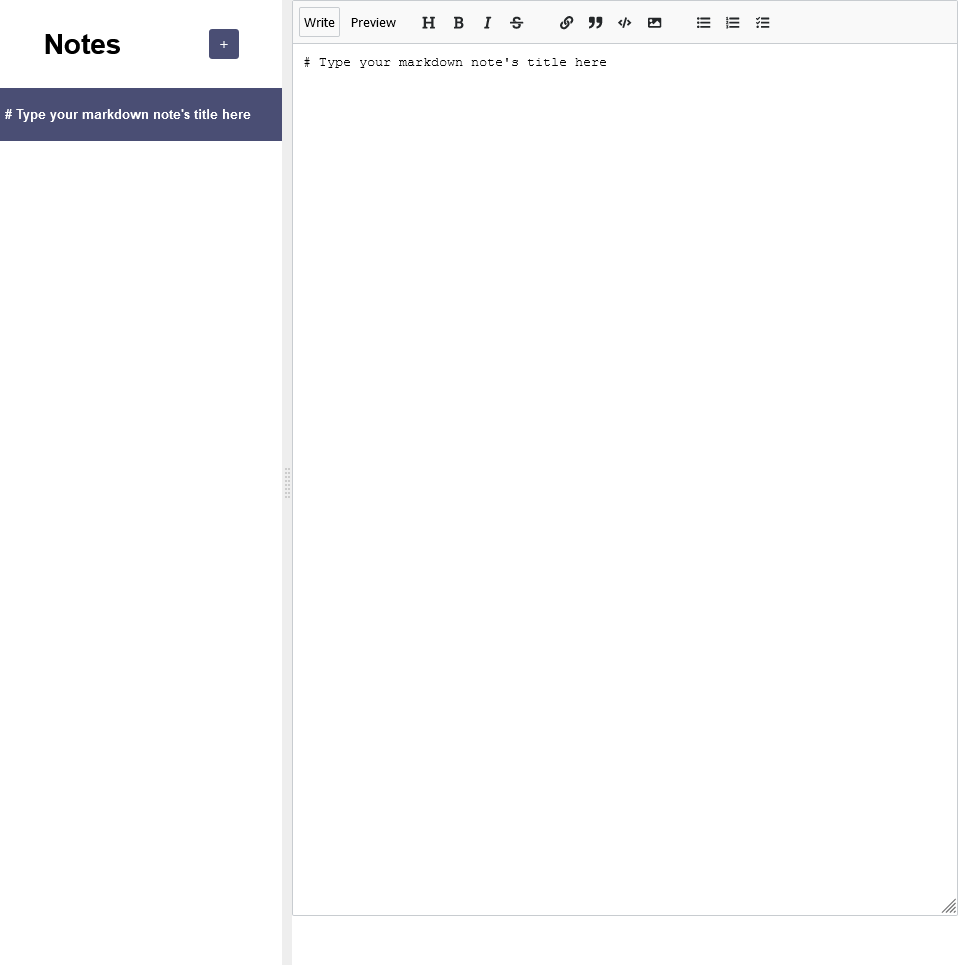 Notes
+
# Type your markdown note's title here
Write Preview
# Type your markdown note's title here